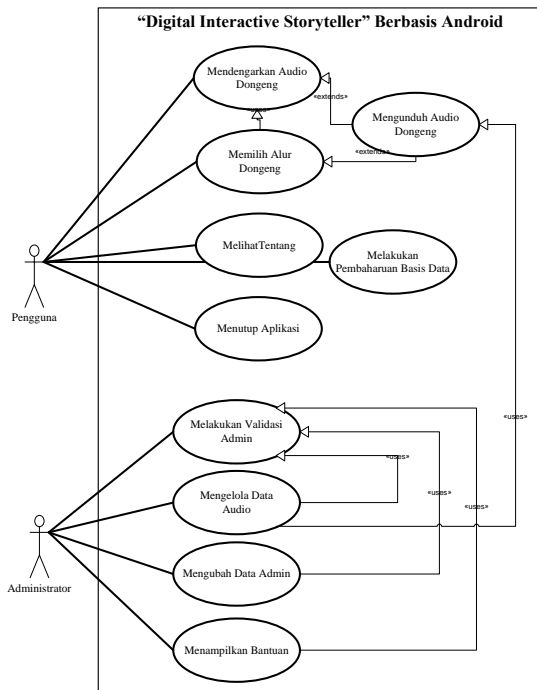 “Digital Interactive Storyteller” Berbasis Android
Mendengarkan Audio
Dongeng
«extends»
Mengunduh Audio
Dongeng
«uses»
Memilih Alur
Dongeng
«extends»
MelihatTentang
Melakukan
Pembaharuan Basis Data
Pengguna
Menutup Aplikasi
Melakukan Validasi
Admin
«uses»
«uses»
Mengelola Data
Audio
«uses»
«uses»
Mengubah Data Admin
Administrator
Menampilkan Bantuan